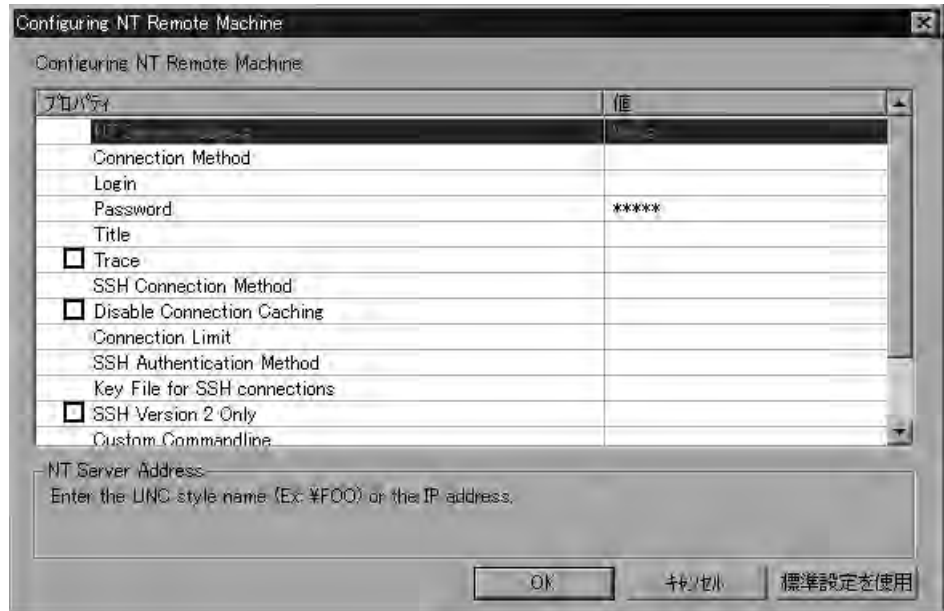 Configuring NT Remote Machine
Configuring NT Remote Machine
プロパティ 値
Connection Method
Login
Password *****
Title
Trace
SSH Connection Method
Disable Connection Caching
Connection Limit
SSH Authentication Method
Key File for SSH connections
SSH Version 2 Only
Custom Commandline
NT Server Address
Enter the UNC style name (Ex: ¥FOO) or the IP address.
OK キャンセル 標準設定を使用